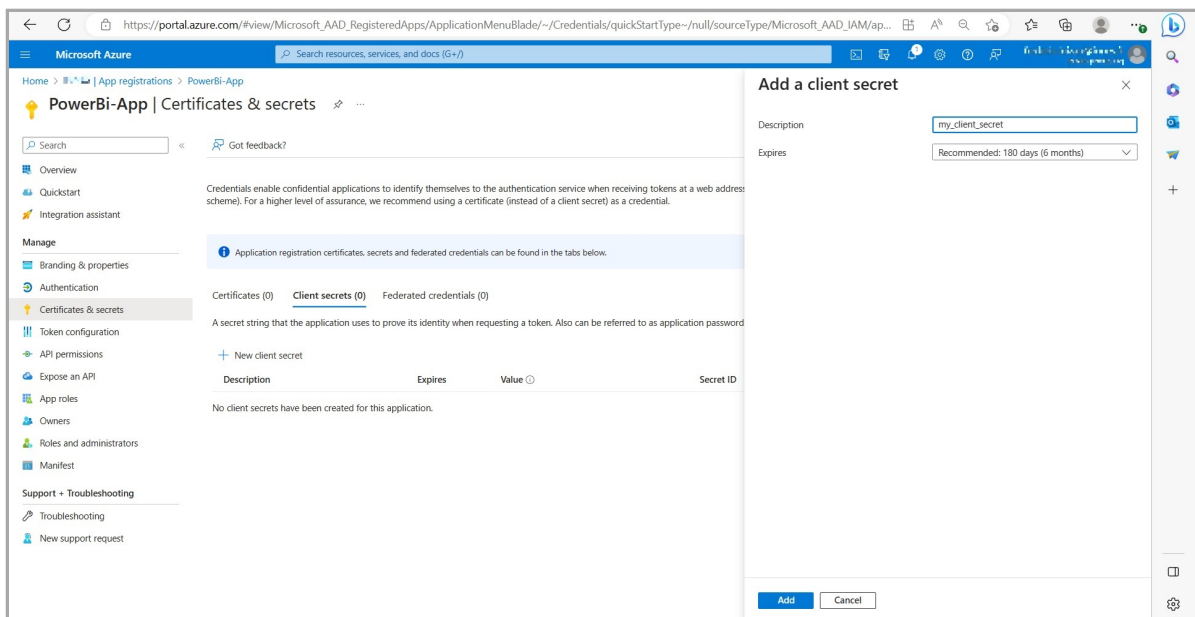 https://portal.azure.com/#view/Microsoft_AAD_RegisteredApps/ApplicationMenuBlade/~/Credentials/quickStartType~/null/sourceType/Microsoft_AAD_IAM/ap...
Microsoft Azure
Search resources, services, and docs (G+/)
1
Home > | App registrations > PowerBi-App
PowerBi-App | Certificates & secrets
Search
Got feedback?
Overview
Quickstart
Integration assistant
Manage
Branding & properties
Authentication
Certificates & secrets
Token configuration
API permissions
Expose an API
App roles
Owners
Roles and administrators
Manifest
Support + Troubleshooting
Troubleshooting
New support request
Credentials enable confidential applications to identify themselves to the authentication service when receiving tokens at a web address
scheme). For a higher level of assurance, we recommend using a certificate (instead of a client secret) as a credential.
Application registration certificates, secrets and federated credentials can be found in the tabs below.
Certificates (0) Client secrets (0) Federated credentials (0)
A secret string that the application uses to prove its identity when requesting a token. Also can be referred to as application password
New client secret
Description Expires Value Secret ID
No client secrets have been created for this application.
Add a client secret
Description my_client_secret
Expires Recommended: 180 days (6 months)
Add Cancel